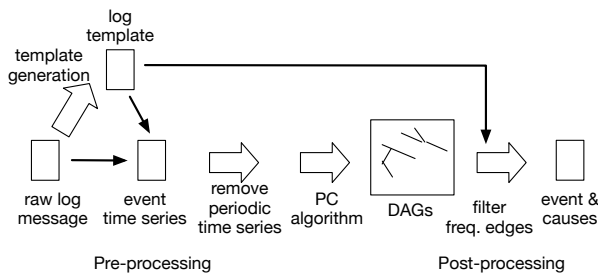 log
template
template
generation
raw log
message
event
time series
remove
periodic
time series
PC
algorithm
DAGs
filter
freq. edges
event &
causes
Pre-processing
Post-processing